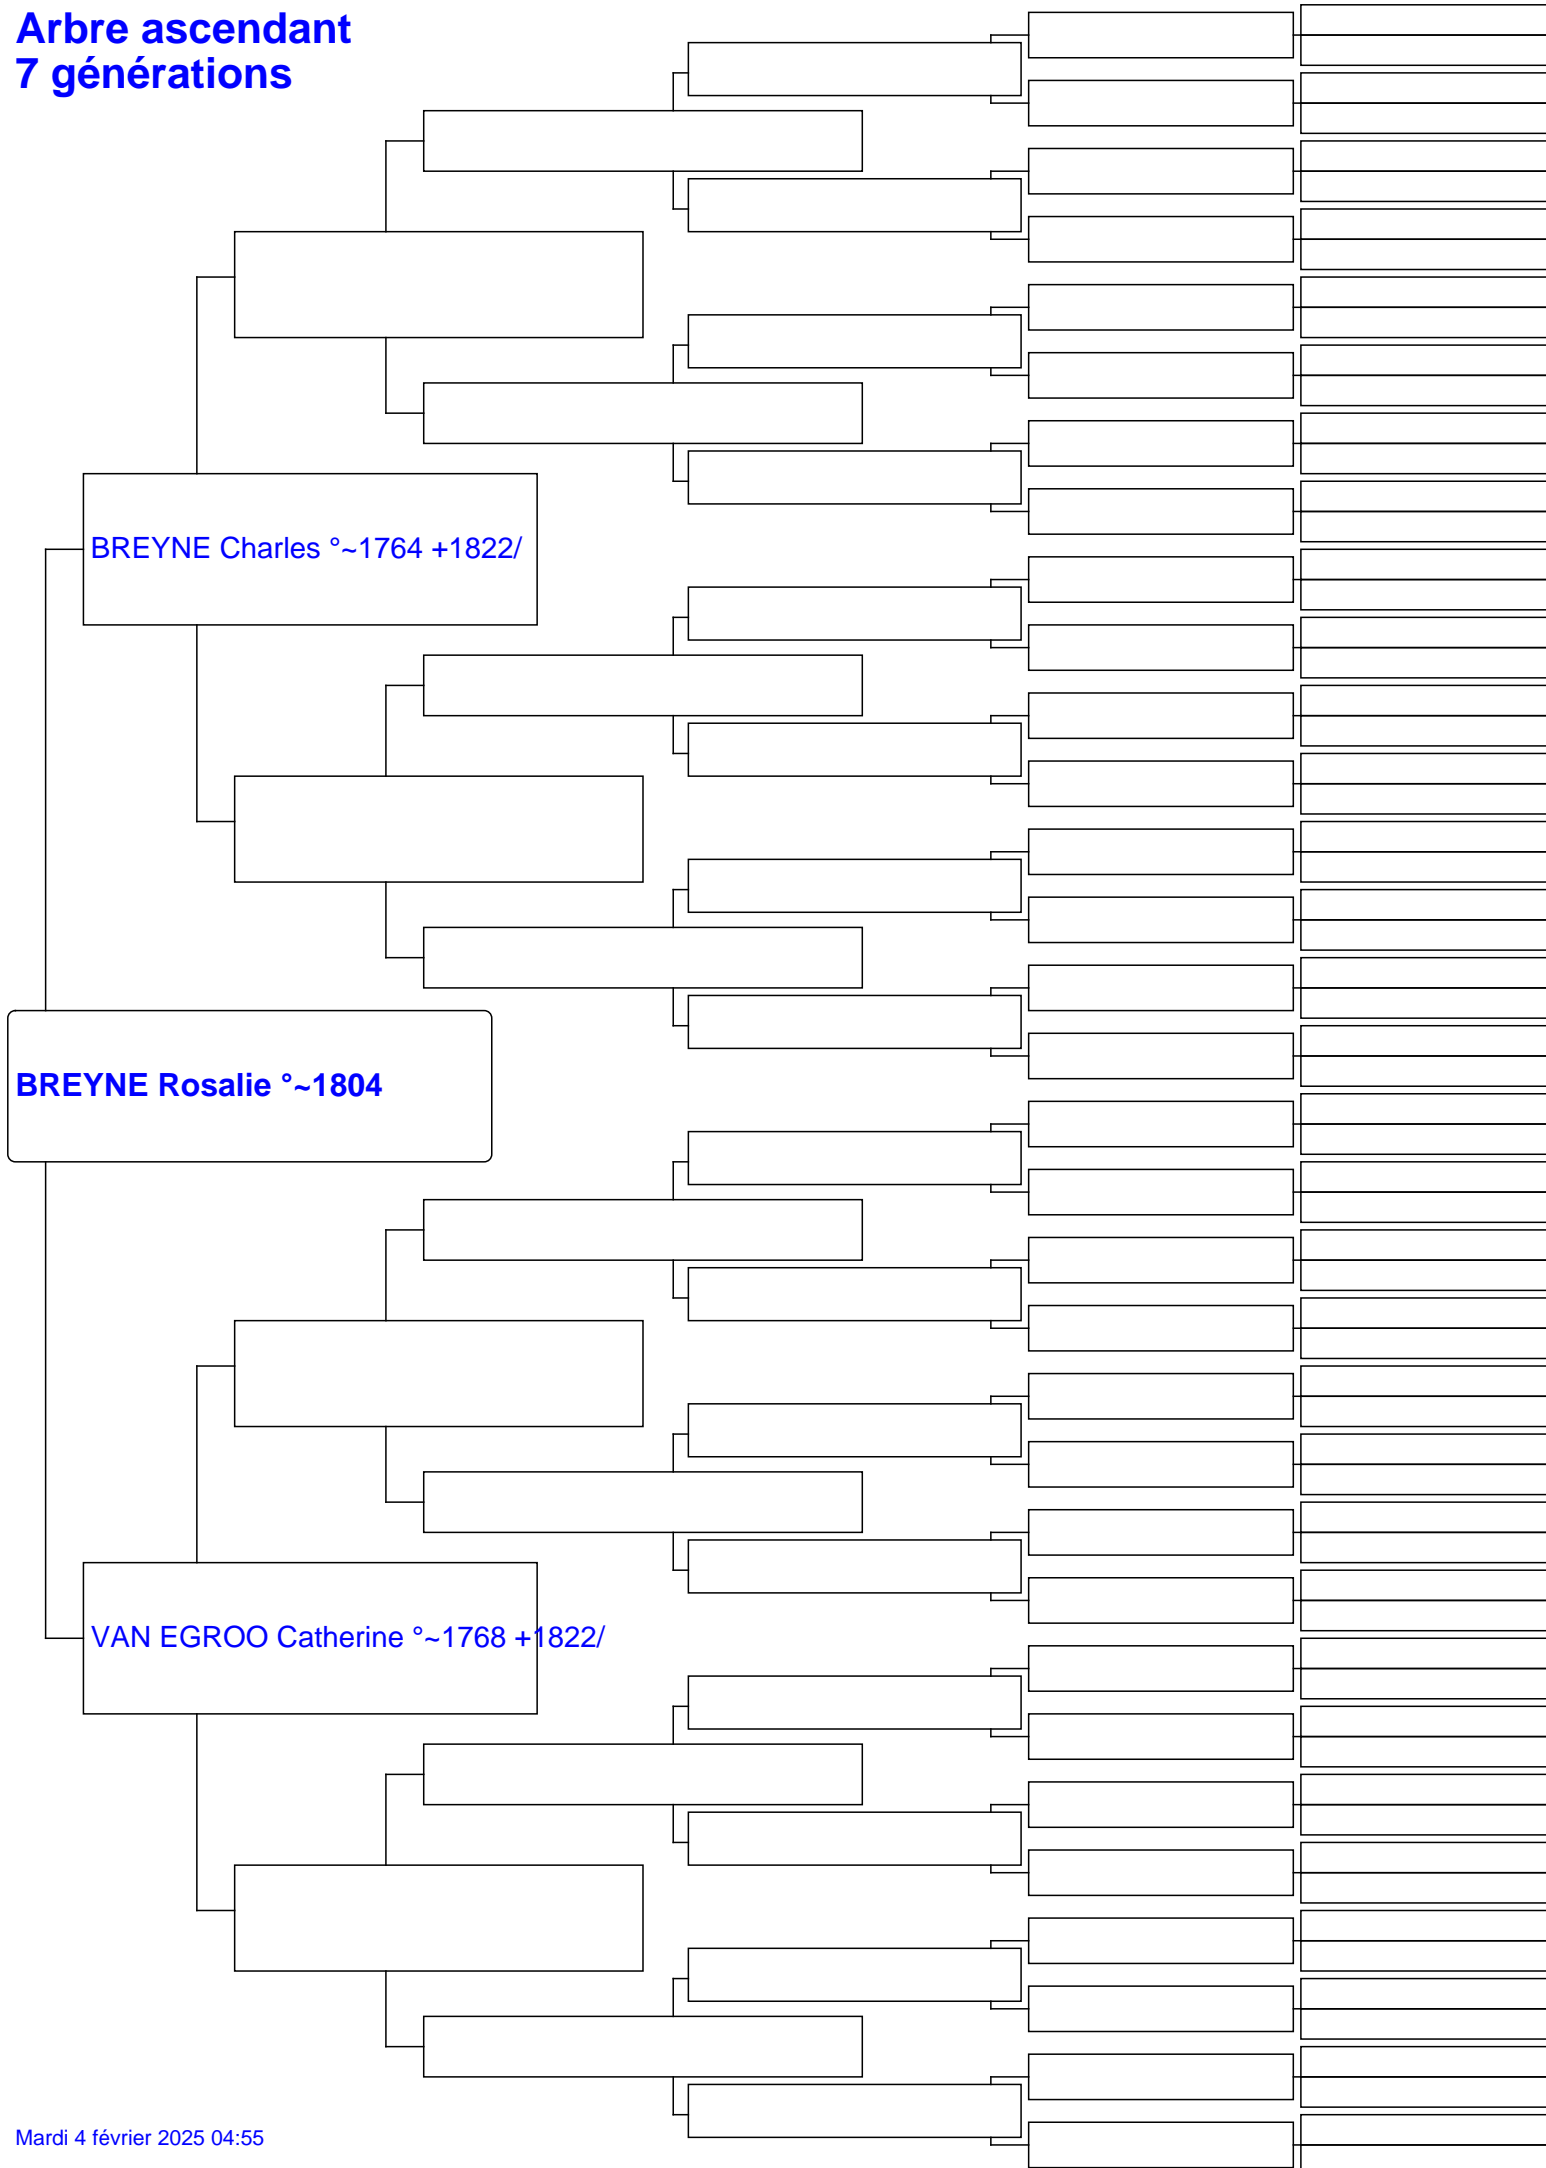 Arbre ascendant
7 générations
BREYNE Charles °~1764 +1822/
BREYNE Rosalie °~1804
VAN EGROO Catherine °~1768 +1822/
Mardi 4 février 2025 04:55